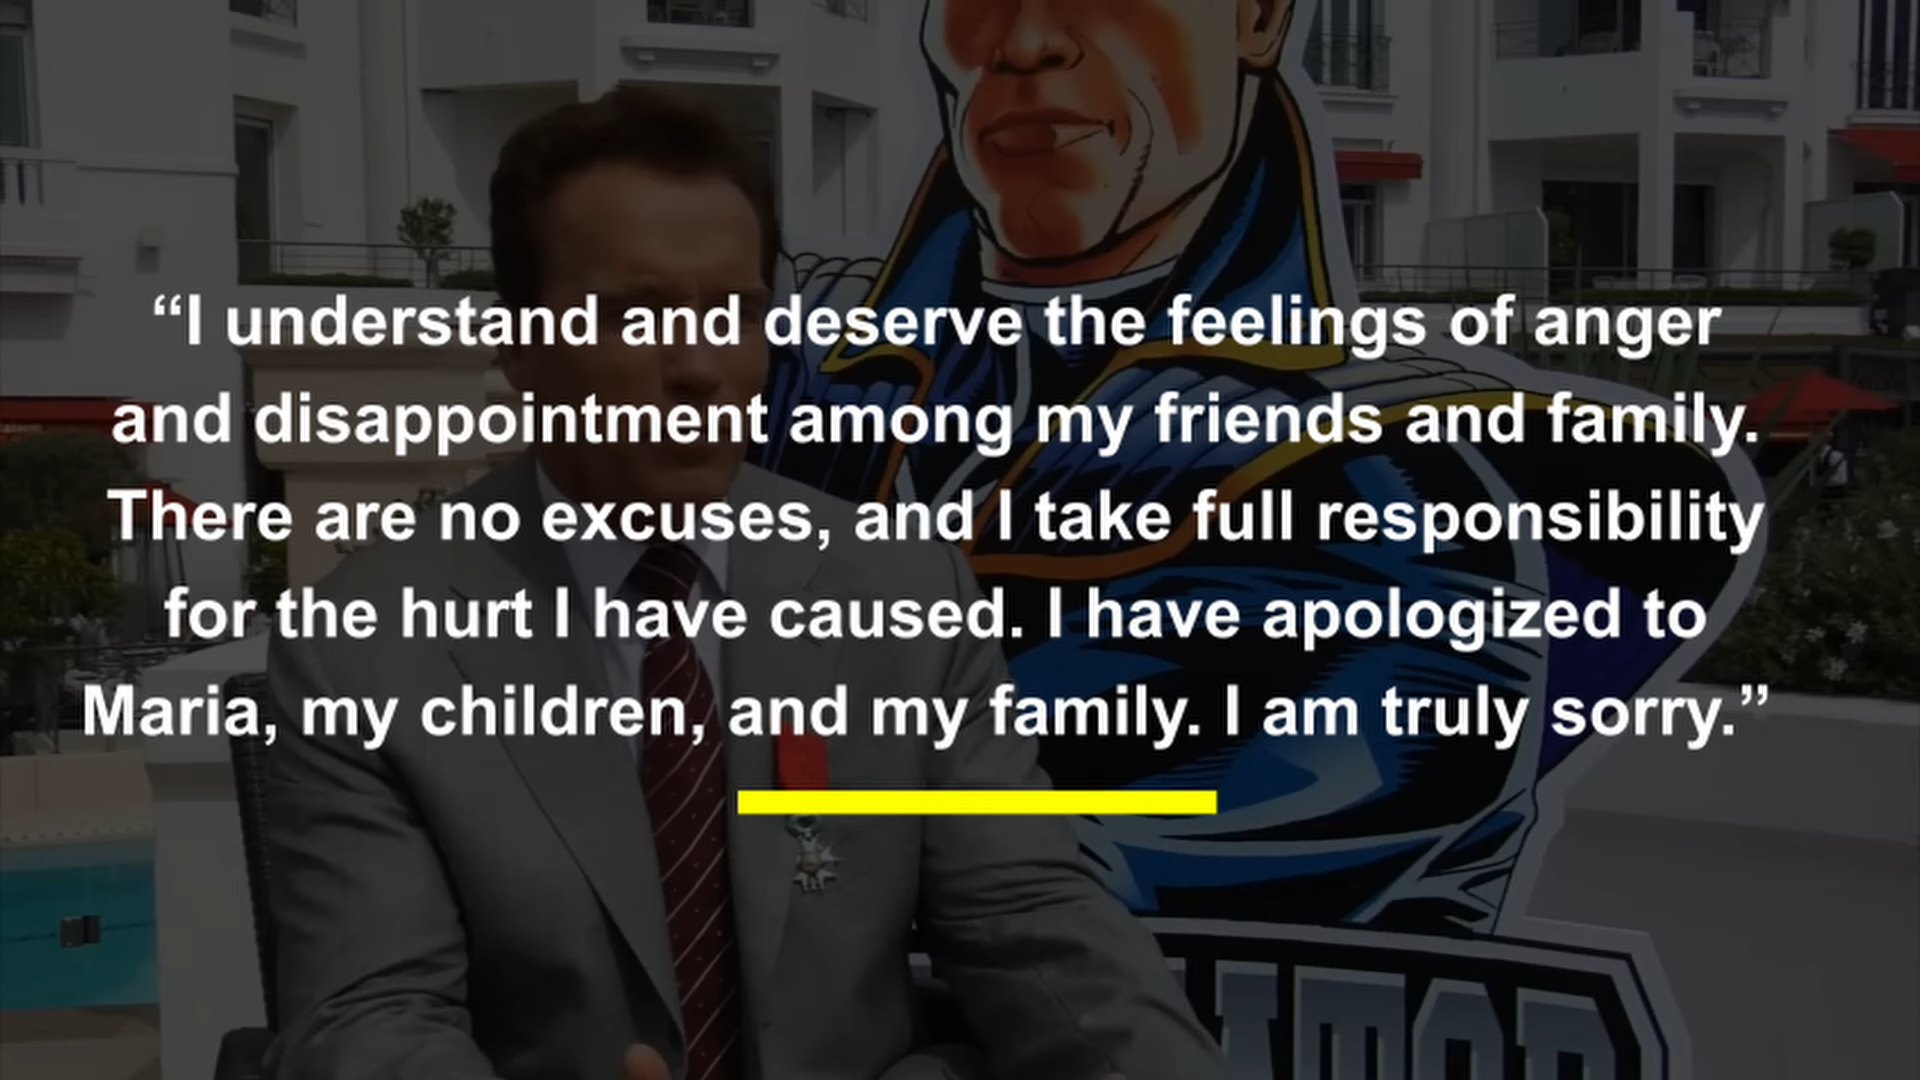 “I understand and deserve the feelings of anger
and disappointment among my friends and family.
There are no excuses, and I take full responsibility
for the hurt I have caused. I have apologized to
Maria, my children, and my family. I am truly sorry.”